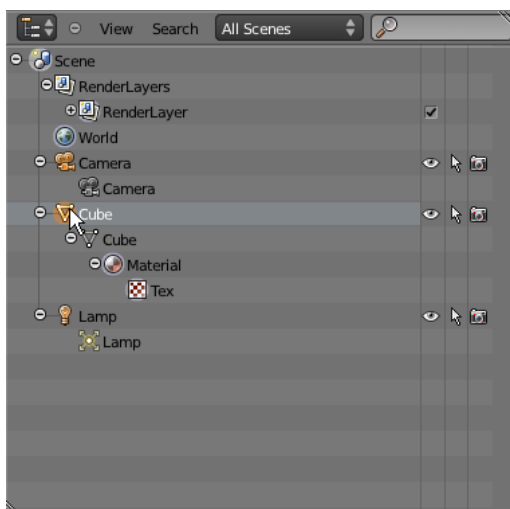 View Search All Scenes
Scene
RenderLayers
RenderLayer
World
Camera
Camera
Cube
Cube
Material
Tex
Lamp
Lamp